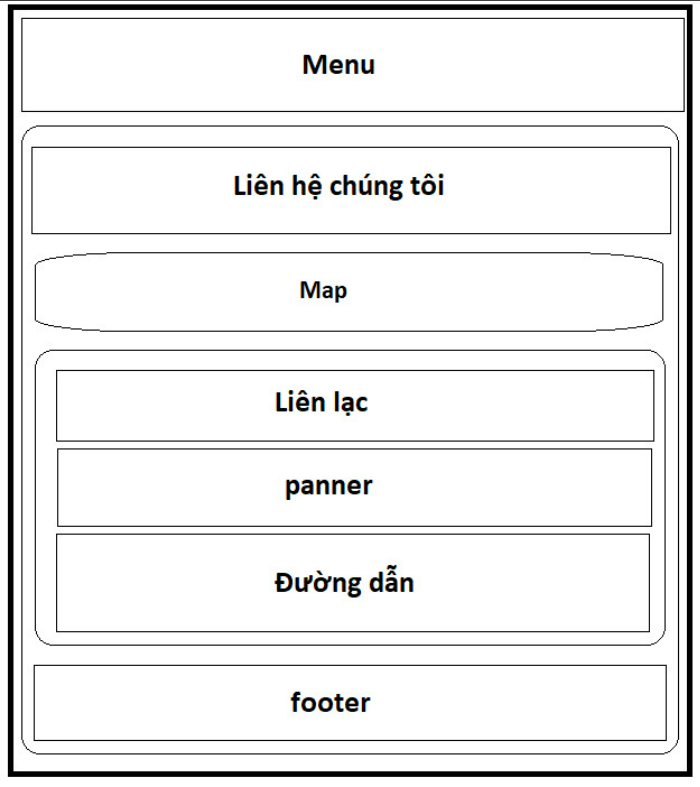 Menu
Liên hệ chúng tôi
Map
Liên lạc
panner
Đường dẫn
footer